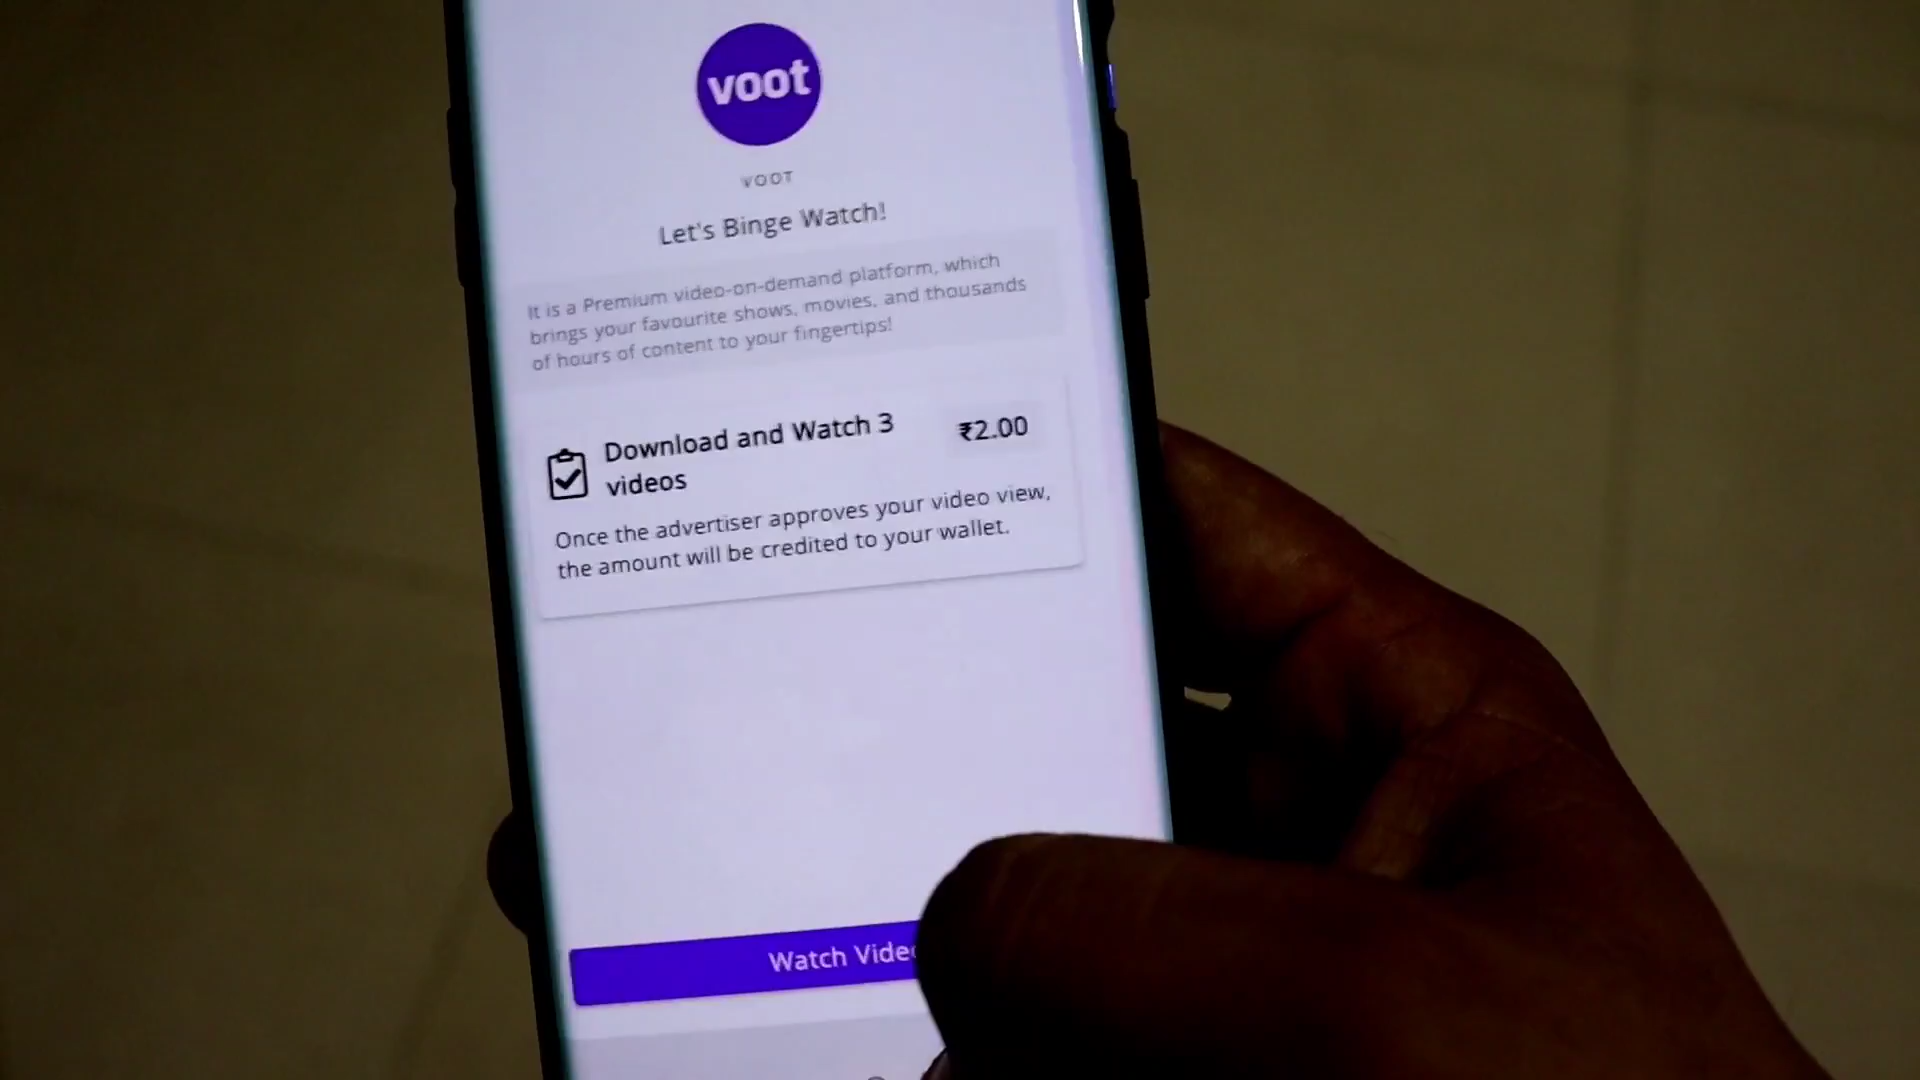 voot
VOOT
Let's Binge Watch!
It is a Premium video-on-demand platform, which
brings your favourite shows, movies, and thousands
of hours of content to your fingertips!
Download and Watch 3
videos
₹2.00
Once the advertiser approves your video view,
the amount will be credited to your wallet.
Watch